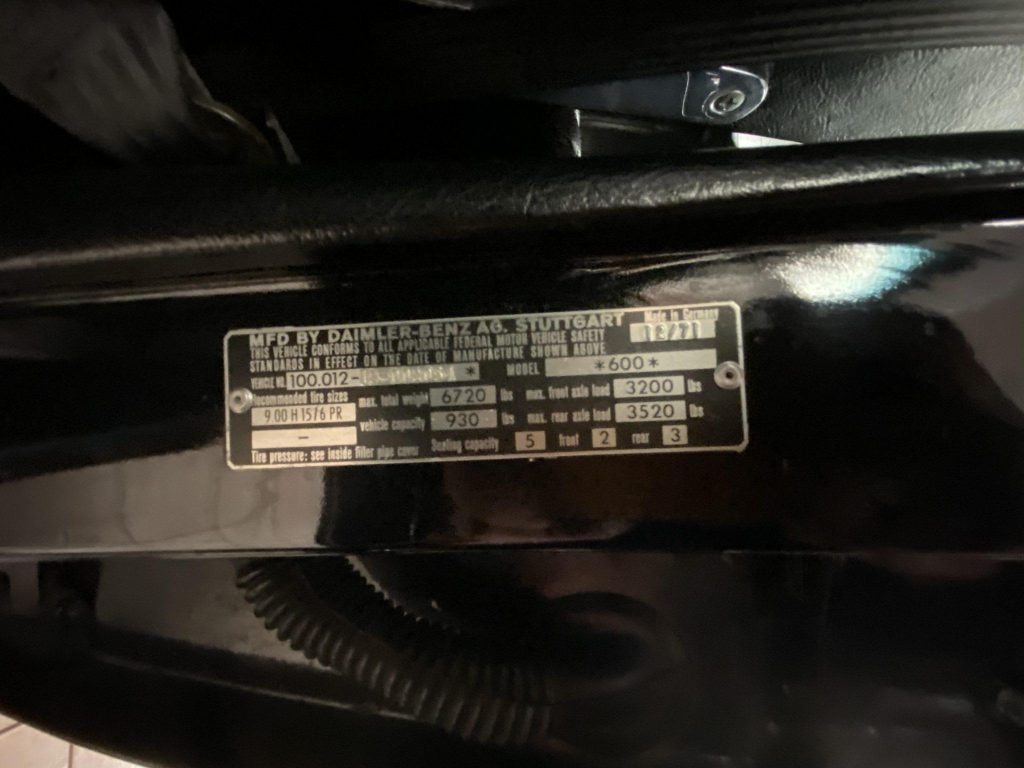 MFD BY DAIMLER-BENZ AG. STUTTGART Made in Germany
THIS VEHICLE CONFORMS TO ALL APPLICABLE FEDERAL MOTOR VEHICLE SAFETY
STANDARDS IN EFFECT ON THE DATE OF MANUFACTURE SHOWN ABOVE
VEHICLE 100.012- * MODEL *600*
Recommended tire sizes max. total weight 6720 lbs max. front axle load 3200 lbs
9.00 H 15/6 PR vehicle capacity 930 lbs max. rear axle load 3520 lbs
– Seating capacity 5 front 2 rear 3
Tire pressure: see inside filler pipe cover